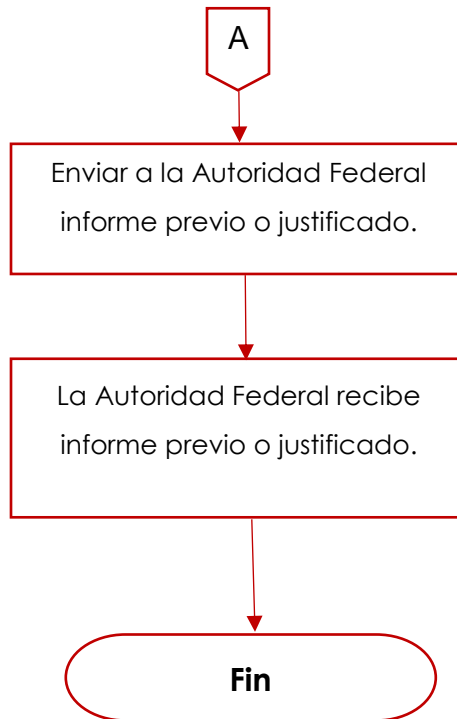 A
Enviar a la Autoridad Federal
informe previo o justificado.
La Autoridad Federal recibe
informe previo o justificado.
Fin